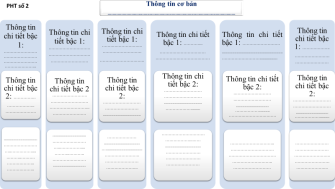 PHT số 2
Thông tin cơ bản
Thông tin chi tiết bậc 1:
Thông tin chi tiết bậc 1:
Thông tin chi tiết bậc 1:
Thông tin chi tiết bậc 1:
Thông tin chi tiết bậc 1:
Thông tin chi tiết bậc 1:
Thông tin chi tiết bậc 2:
Thông tin chi tiết bậc 2
Thông tin chi tiết bậc 2:
Thông tin chi tiết bậc 2:
Thông tin chi tiết bậc 2:
Thông tin chi tiết bậc 2: